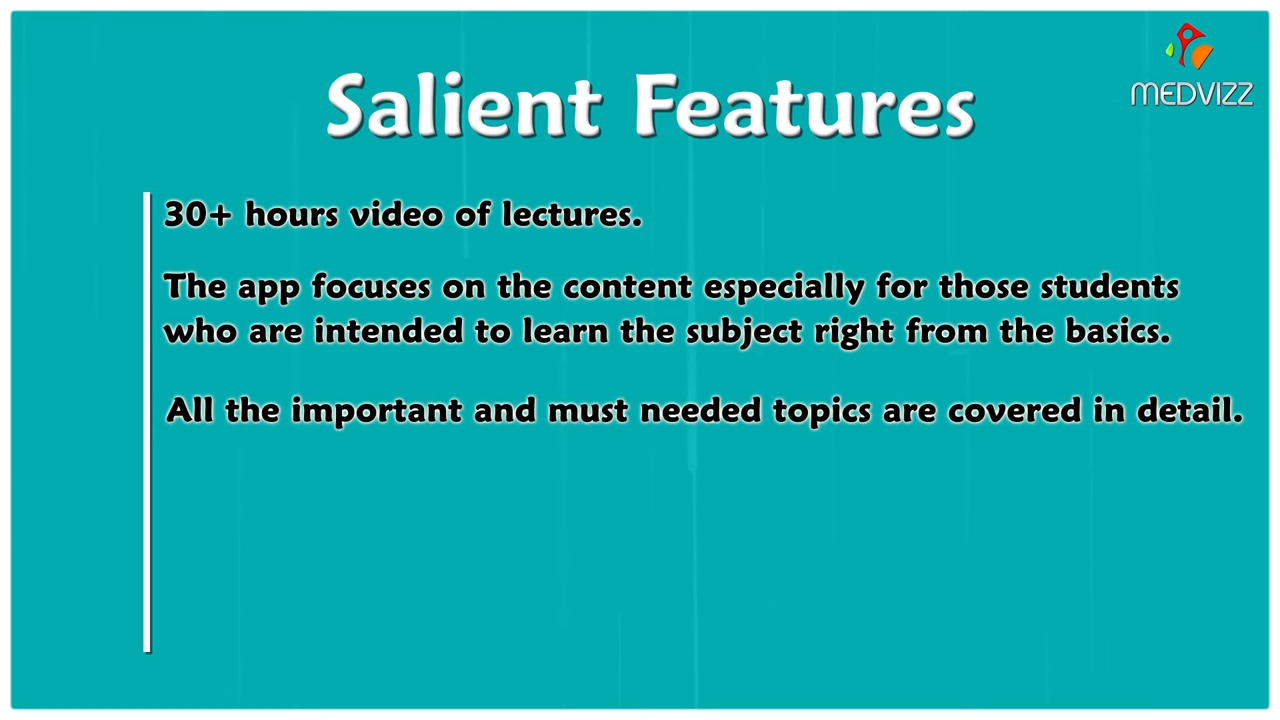 MEDVIZZ
Salient Features
30+ hours video of lectures.
The app focuses on the content especially for those students
who are intended to learn the subject right from the basics.
All the important and must needed topics are covered in detail.